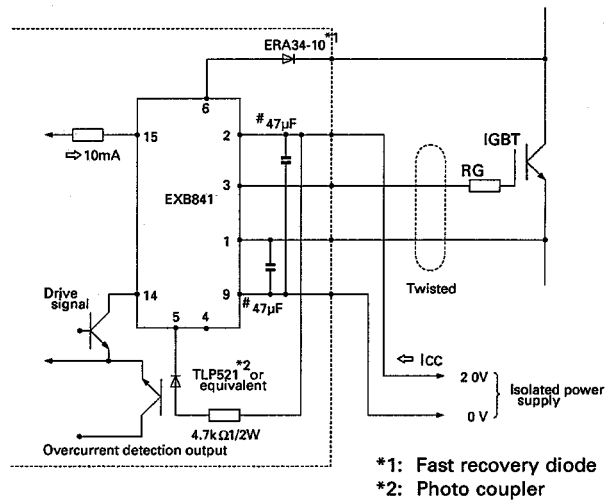 ERA34-10*1
6
15
#47µF
2
⇨10mA
IGBT
RG
3
EXB841
1
Twisted
Drive
signal
14
9
#47µF
5
4
TLP521*2 or
equivalent
⇦ Icc
20V
Isolated power
supply
0V
4.7kΩ1/2W
Overcurrent detection output
*1: Fast recovery diode
*2: Photo coupler